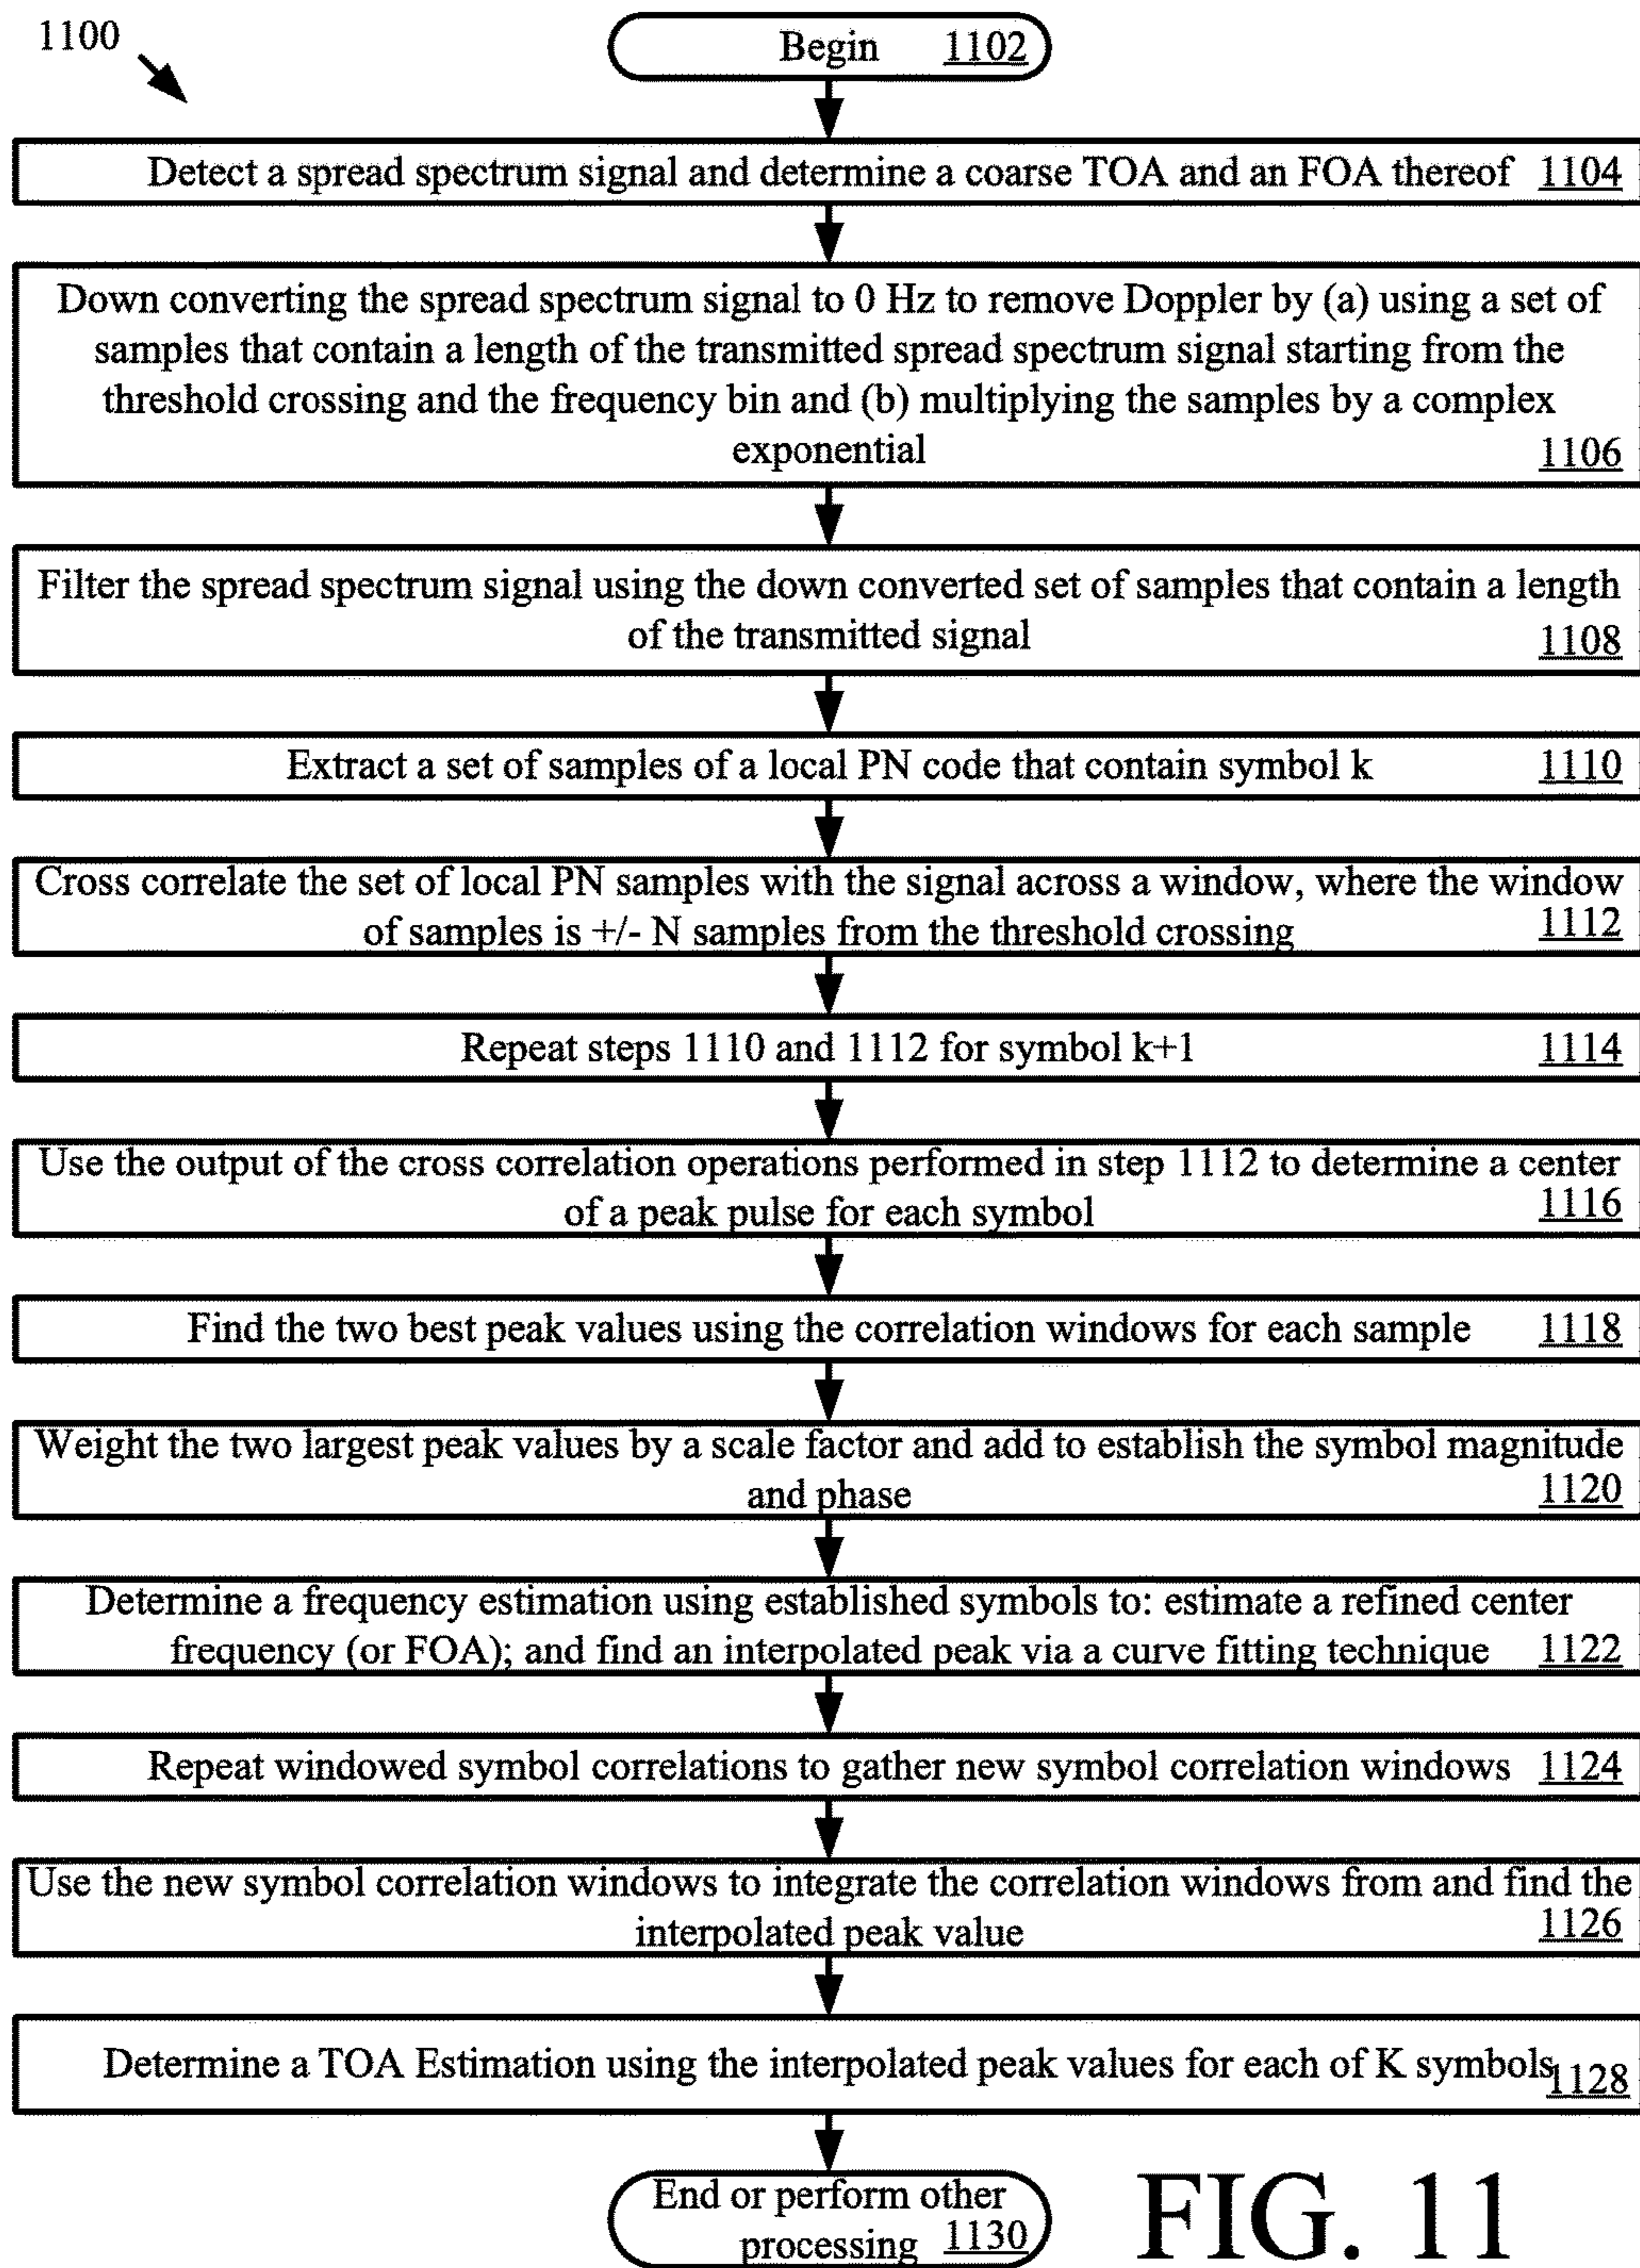 1100
Begin 1102
Detect a spread spectrum signal and determine a coarse TOA and an FOA thereof 1104
Down converting the spread spectrum signal to 0 Hz to remove Doppler by (a) using a set of
samples that contain a length of the transmitted spread spectrum signal starting from the
threshold crossing and the frequency bin and (b) multiplying the samples by a complex
exponential 1106
Filter the spread spectrum signal using the down converted set of samples that contain a length
of the transmitted signal 1108
Extract a set of samples of a local PN code that contain symbol k 1110
Cross correlate the set of local PN samples with the signal across a window, where the window
of samples is +/- N samples from the threshold crossing 1112
Repeat steps 1110 and 1112 for symbol k+1 1114
Use the output of the cross correlation operations performed in step 1112 to determine a center
of a peak pulse for each symbol 1116
Find the two best peak values using the correlation windows for each sample 1118
Weight the two largest peak values by a scale factor and add to establish the symbol magnitude
and phase 1120
Determine a frequency estimation using established symbols to: estimate a refined center
frequency (or FOA); and find an interpolated peak via a curve fitting technique 1122
Repeat windowed symbol correlations to gather new symbol correlation windows 1124
Use the new symbol correlation windows to integrate the correlation windows from and find the
interpolated peak value 1126
Determine a TOA Estimation using the interpolated peak values for each of K symbols 1128
End or perform other
processing 1130
FIG. 11